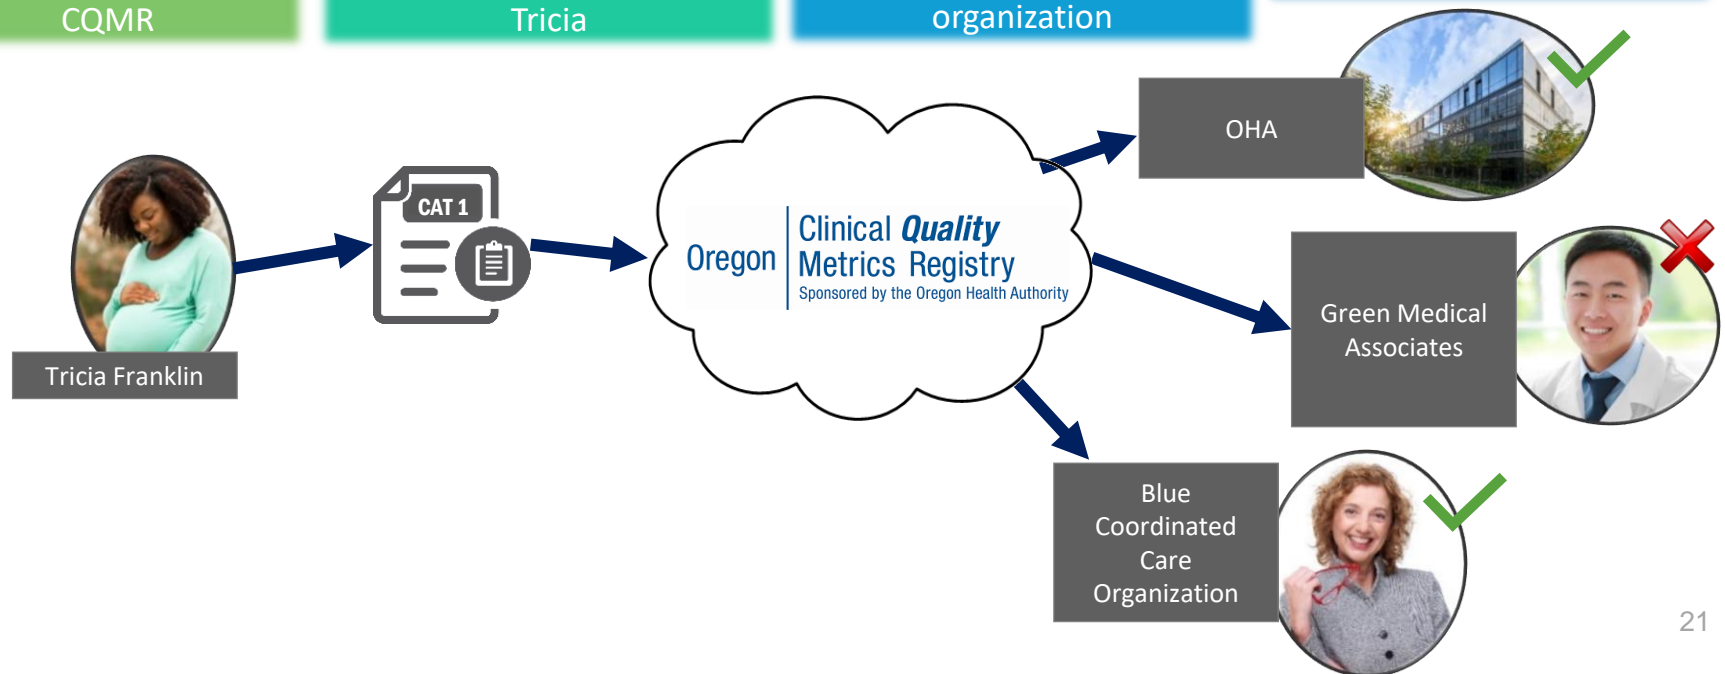 CQMR
Tricia
organization
OHA
CAT 1
Clinical Quality
Oregon
Metrics Registry
Sponsored by the Oregon Health Authority
Green Medical
Associates
Tricia Franklin
Blue
Coordinated
Care
Organization
21